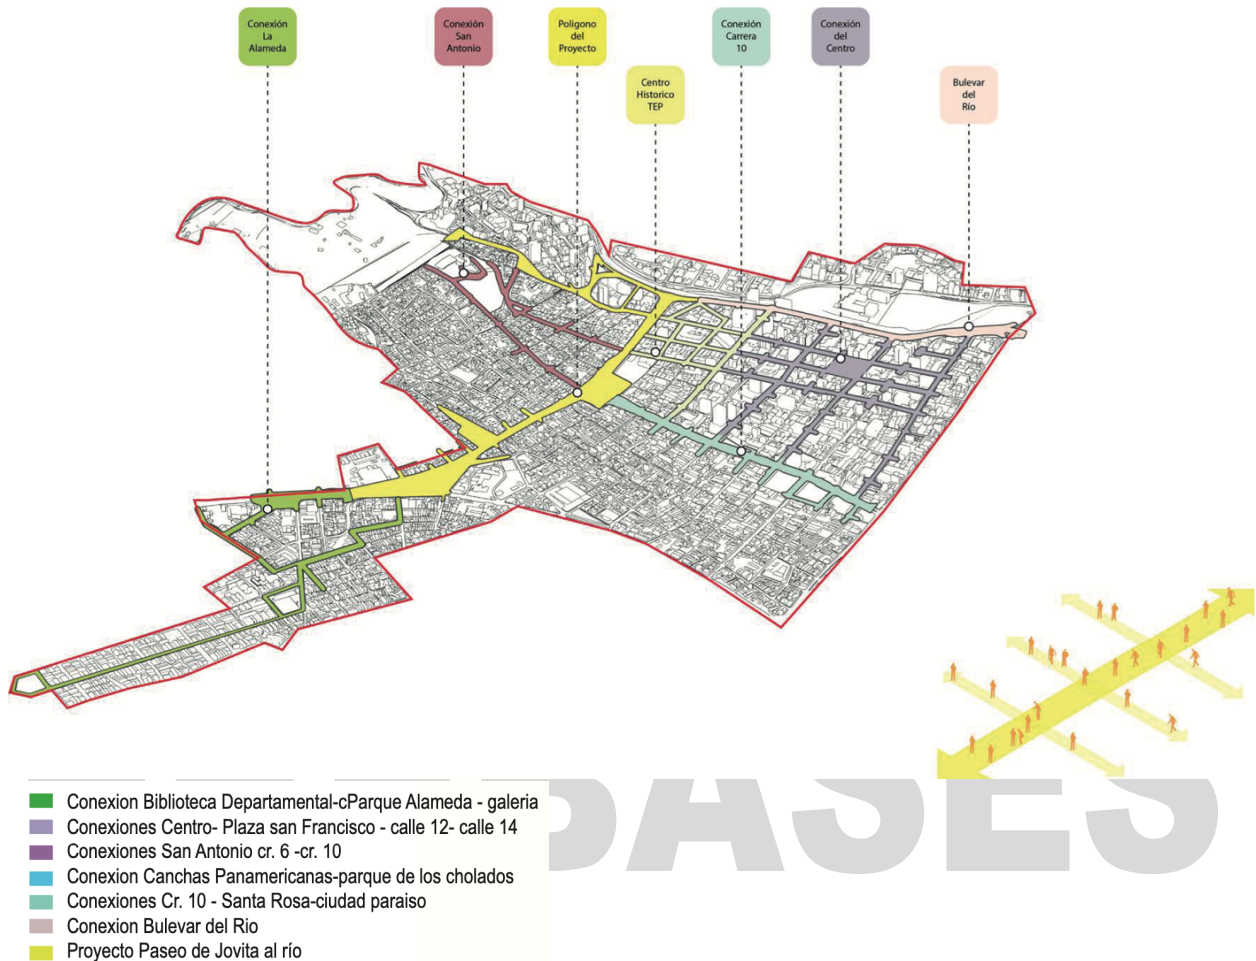 Conexión
La
Alameda
Conexión
San
Antonio
Poligono
del
Proyecto
Centro
Historico
TEP
Conexión
Carrera
10
Conexión
del
Centro
Bulevar
del
Río
BASES
Conexion Biblioteca Departamental-cParque Alameda - galeria
Conexiones Centro- Plaza san Francisco - calle 12- calle 14
Conexiones San Antonio cr. 6 -cr. 10
Conexion Canchas Panamericanas-parque de los cholados
Conexiones Cr. 10 - Santa Rosa-ciudad paraiso
Conexion Bulevar del Rio
Proyecto Paseo de Jovita al río